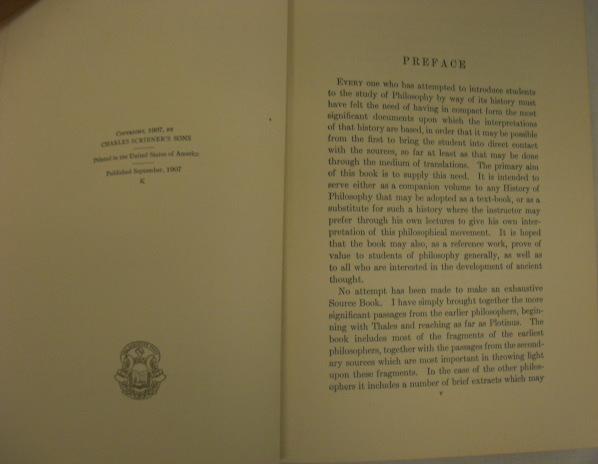 COPYRIGHT, 1907, BY
CHARLES SCRIBNER'S SONS
Printed in the United States of America
Published September, 1907
K
PREFACE
EVERY one who has attempted to introduce students
to the study of Philosophy by way of its history must
have felt the need of having in compact form the most
significant documents upon which the interpretations
of that history are based, in order that it may be possible
from the first to bring the student into direct contact
with the sources, so far at least as that may be done
through the medium of translations. The primary aim
of this book is to supply this need. It is intended to
serve either as a companion volume to any History of
Philosophy that may be adopted as a text-book, or as a
substitute for such a history where the instructor may
prefer through his own lectures to give his own inter-
pretation of this philosophical movement. It is hoped
that the book may also, as a reference work, prove of
value to students of philosophy generally, as well as
to all who are interested in the development of ancient
thought.
No attempt has been made to make an exhaustive
Source Book. I have simply brought together the more
significant passages from the earlier philosophers, begin-
ning with Thales and reaching as far as Plotinus. The
book includes most of the fragments of the earliest
philosophers, together with the passages from the second-
ary sources which are most important in throwing light
upon these fragments. In the case of the other philos-
ophers it includes a number of brief extracts which may
v